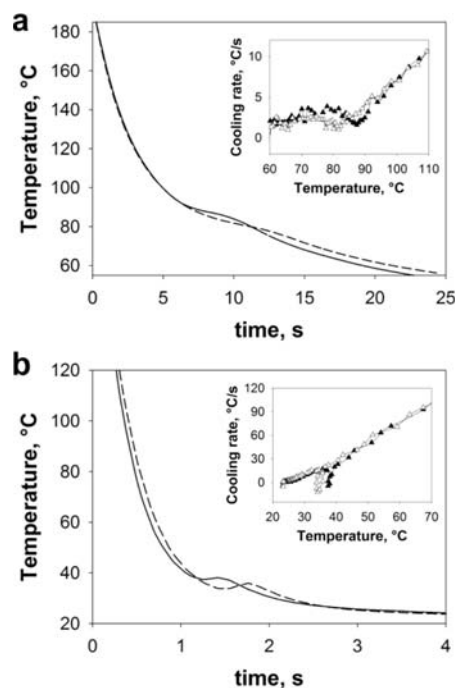 a
Temperature, °C
180
160
140
120
100
80
60
0 5 10 15 20 25
time, s
Cooling rate, °C/s
10
5
0
60 70 80 90 100 110
Temperature, °C
b
Temperature, °C
120
100
80
60
40
20
0 1 2 3 4
time, s
Cooling rate, °C/s
120
90
60
30
0
20 30 40 50 60 70
Temperature, °C